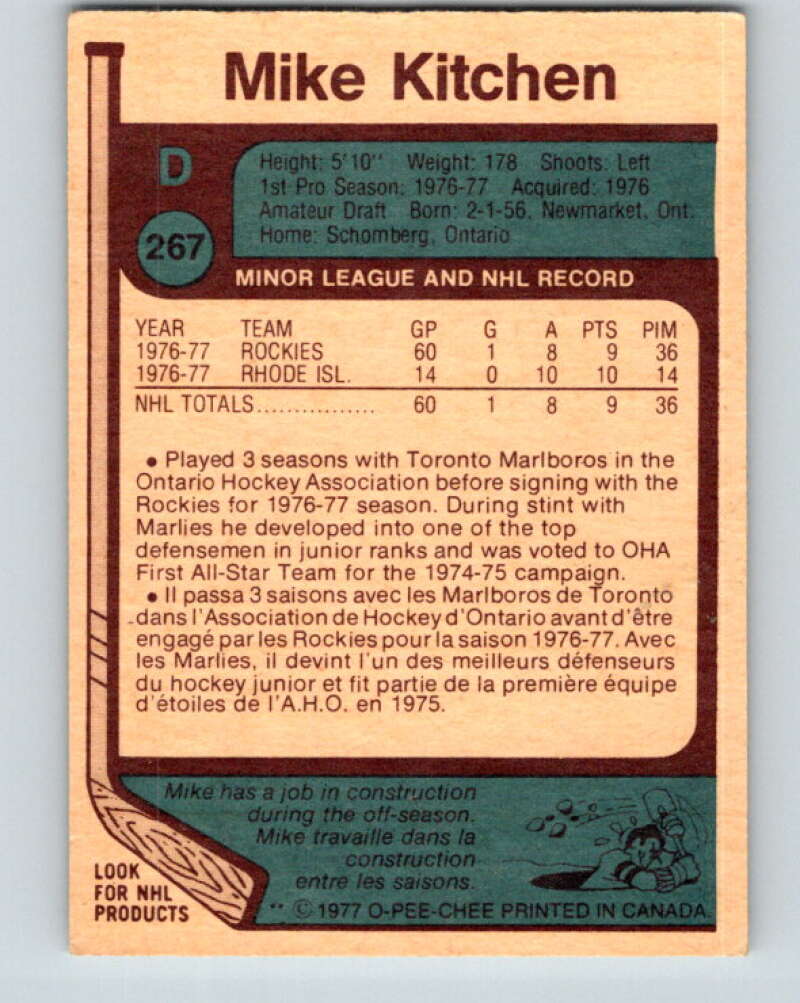 Mike Kitchen
D
Height: 5'10" Weight: 178 Shoots: Left
1st Pro Season: 1976-77 Acquired: 1976
Amateur Draft Born: 2-1-56, Newmarket, Ont.
Home: Schomberg, Ontario
267
MINOR LEAGUE AND NHL RECORD
YEAR TEAM GP G A PTS PIM
1976-77 ROCKIES 60 1 8 9 36
1976-77 RHODE ISL. 14 0 10 10 14
NHL TOTALS................ 60 1 8 9 36
• Played 3 seasons with Toronto Marlboros in the
Ontario Hockey Association before signing with the
Rockies for 1976-77 season. During stint with
Marlies he developed into one of the top
defensemen in junior ranks and was voted to OHA
First All-Star Team for the 1974-75 campaign.
• Il passa 3 saisons avec les Marlboros de Toronto
dans l'Association de Hockey d'Ontario avant d'être
engagé par les Rockies pour la saison 1976-77. Avec
les Marlies, il devint l'un des meilleurs défenseurs
du hockey junior et fit partie de la première équipe
d'étoiles de l'A.H.O. en 1975.
Mike has a job in construction
during the off-season.
Mike travaille dans la
construction
entre les saisons.
LOOK
FOR NHL
PRODUCTS
** © 1977 O-PEE-CHEE PRINTED IN CANADA